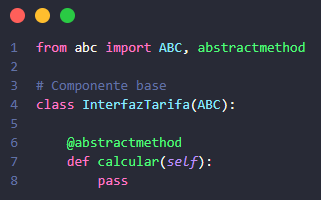 1 from abc import ABC, abstractmethod
2
3 # Componente base
4 class InterfazTarifa(ABC):
5
6     @abstractmethod
7     def calcular(self):
8         pass